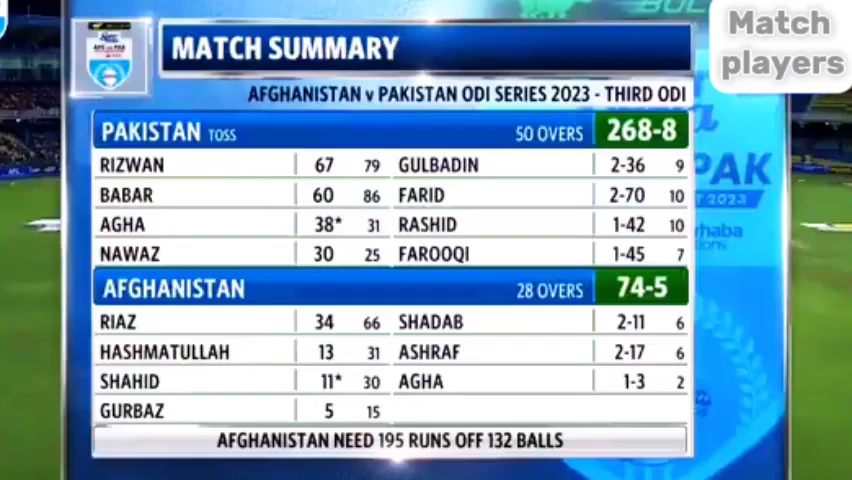 Match
players
MATCH SUMMARY
AFGHANISTAN v PAKISTAN ODI SERIES 2023 - THIRD ODI
PAKISTAN TOSS 50 OVERS 268-8
RIZWAN 67 79 GULBADIN 2-36 9
BABAR 60 86 FARID 2-70 10
AGHA 38* 31 RASHID 1-42 10
NAWAZ 30 25 FAROOQI 1-45 7
AFGHANISTAN 28 OVERS 74-5
RIAZ 34 66 SHADAB 2-11 6
HASHMATULLAH 13 31 ASHRAF 2-17 6
SHAHID 11* 30 AGHA 1-3 2
GURBAZ 5 15
AFGHANISTAN NEED 195 RUNS OFF 132 BALLS
PAK
2023